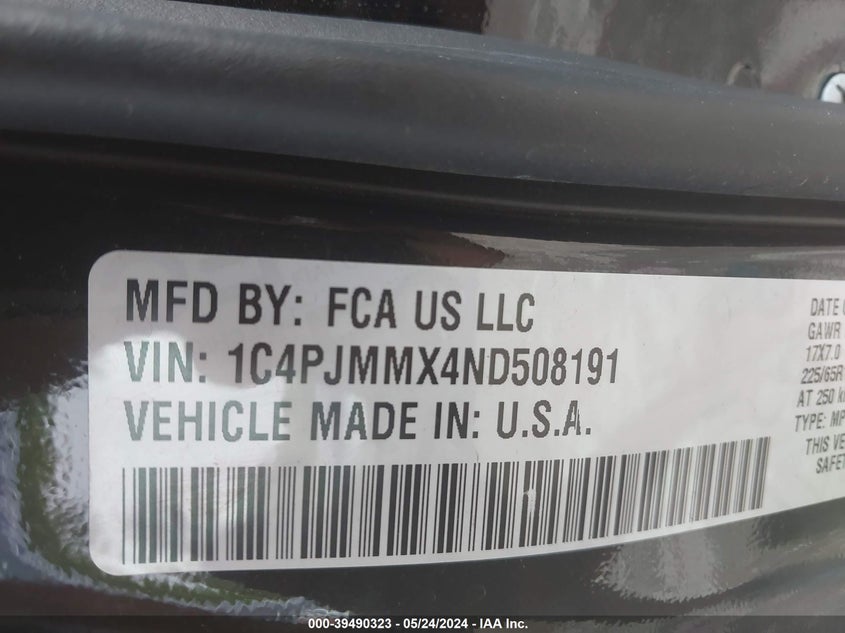 MFD BY: FCA US LLC
VIN: 1C4PJMMX4ND508191
VEHICLE MADE IN: U.S.A.
DATE
GAWR
17X7.0
225/65R
AT 250
TYPE:
THIS
SAFET
000-39490323 / 05/24/2024 - IAA Inc.